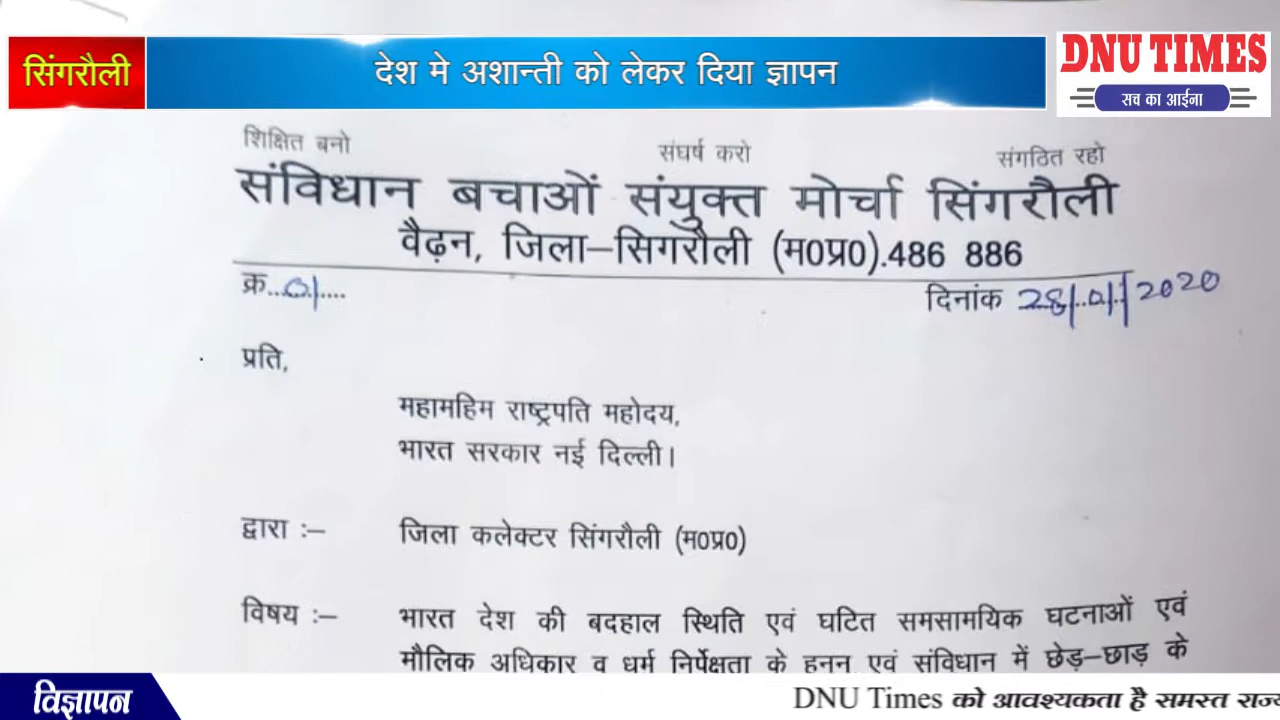 सिंगरौली
देश मे अशान्ती को लेकर दिया ज्ञापन
DNU TIMES
सच का आईना
शिक्षित बनो संघर्ष करो संगठित रहो
संविधान बचाओं संयुक्त मोर्चा सिंगरौली
वैढ़न, जिला–सिगरौली (म0प्र0).486 886
क्र...01.... दिनांक 28/01/2020
प्रति,
महामहिम राष्ट्रपति महोदय,
भारत सरकार नई दिल्ली।
द्वारा :– जिला कलेक्टर सिंगरौली (म0प्र0)
विषय :– भारत देश की बदहाल स्थिति एवं घटित समसामयिक घटनाओं एवं
मौलिक अधिकार व धर्म निर्पेक्षता के हनन एवं संविधान में छेड़–छाड़ के
विज्ञापन
DNU Times को आवश्यकता है समस्त राज्य